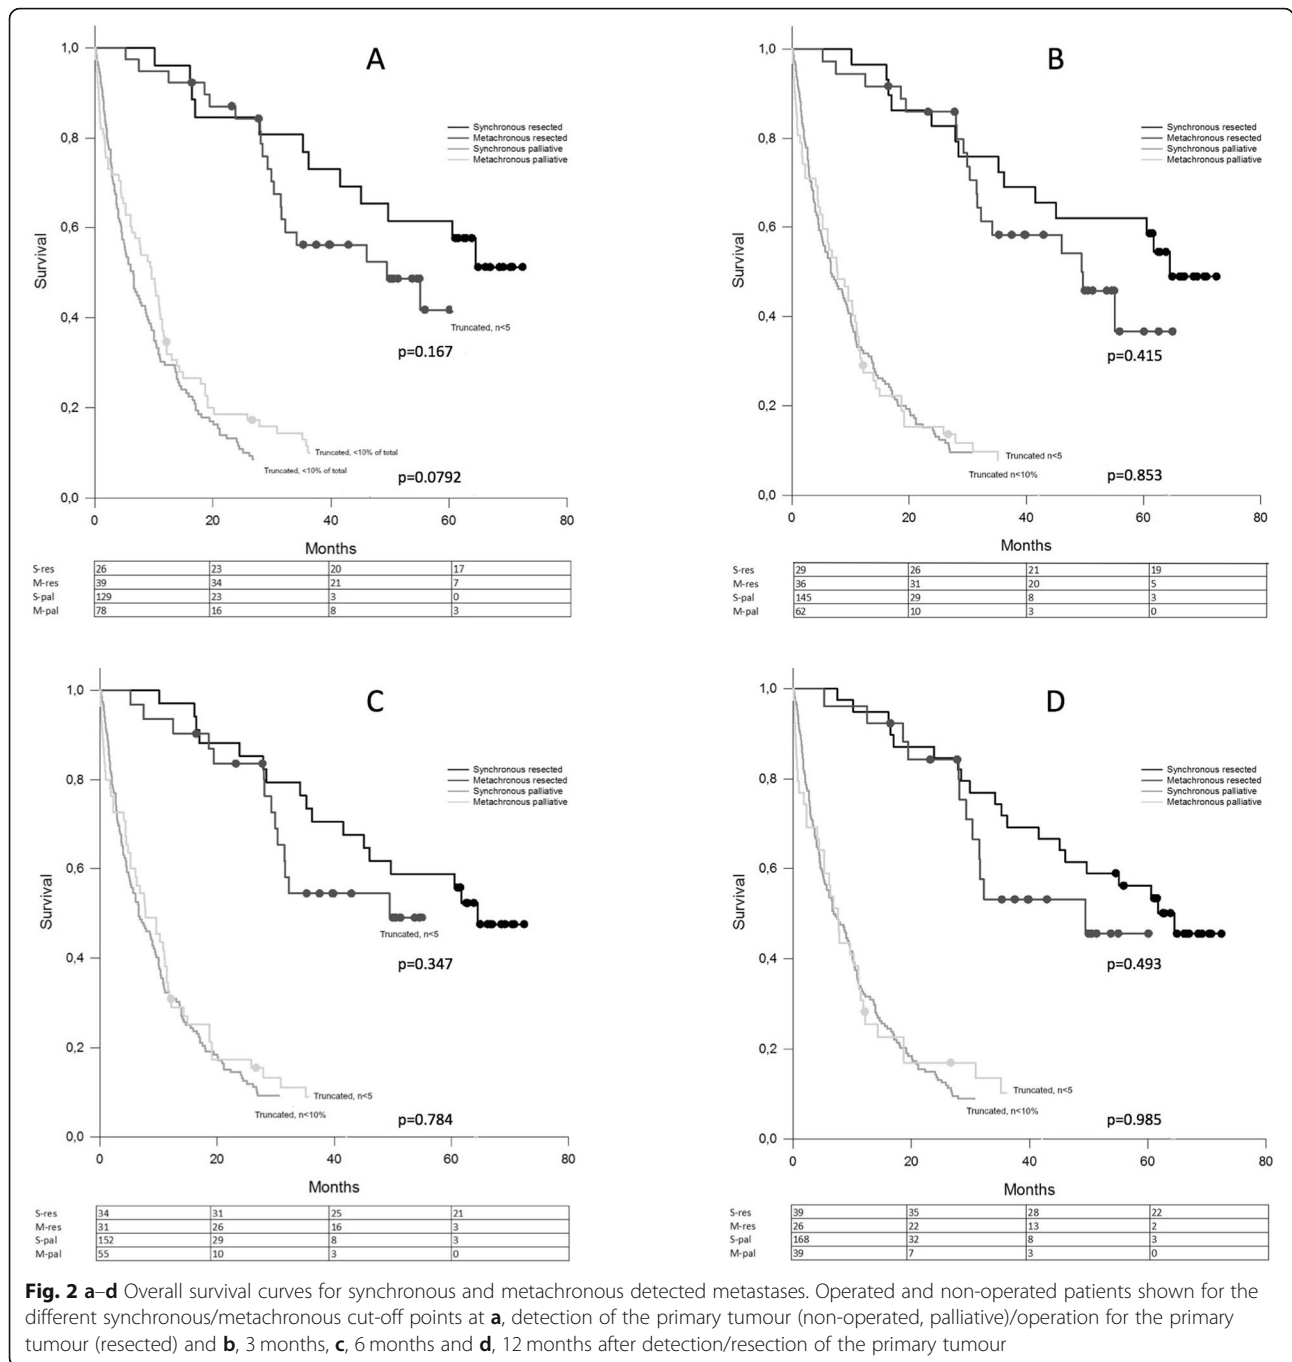 A
1,0
0,8
0,6
0,4
0,2
0,0
Survival
Synchronous resected
Metachronous resected
Synchronous palliative
Metachronous palliative
Truncated, n<5
p=0.167
Truncated, <10% of total
Truncated, <10% of total
p=0.0792
0 20 40 60 80
Months
S-res 26 23 20 17
M-res 39 34 21 7
S-pal 129 23 3 0
M-pal 78 16 8 3
B
1,0
0,8
0,6
0,4
0,2
0,0
Survival
Synchronous resected
Metachronous resected
Synchronous palliative
Metachronous palliative
p=0.415
Truncated n<5
Truncated n<10%
p=0.853
0 20 40 60 80
Months
S-res 29 26 21 19
M-res 36 31 20 5
S-pal 145 29 8 3
M-pal 62 10 3 0
C
1,0
0,8
0,6
0,4
0,2
0,0
Survival
Synchronous resected
Metachronous resected
Synchronous palliative
Metachronous palliative
Truncated, n<5
p=0.347
Truncated, n<5
Truncated, n<10%
p=0.784
0 20 40 60 80
Months
S-res 34 31 25 21
M-res 31 26 16 3
S-pal 152 29 8 3
M-pal 55 10 3 0
D
1,0
0,8
0,6
0,4
0,2
0,0
Survival
Synchronous resected
Metachronous resected
Synchronous palliative
Metachronous palliative
p=0.493
Truncated, n<5
Truncated, n<10%
p=0.985
0 20 40 60 80
Months
S-res 39 35 28 22
M-res 26 22 13 2
S-pal 168 32 8 3
M-pal 39 7 3 0
Fig. 2 a–d Overall survival curves for synchronous and metachronous detected metastases. Operated and non-operated patients shown for the
different synchronous/metachronous cut-off points at a, detection of the primary tumour (non-operated, palliative)/operation for the primary
tumour (resected) and b, 3 months, c, 6 months and d, 12 months after detection/resection of the primary tumour